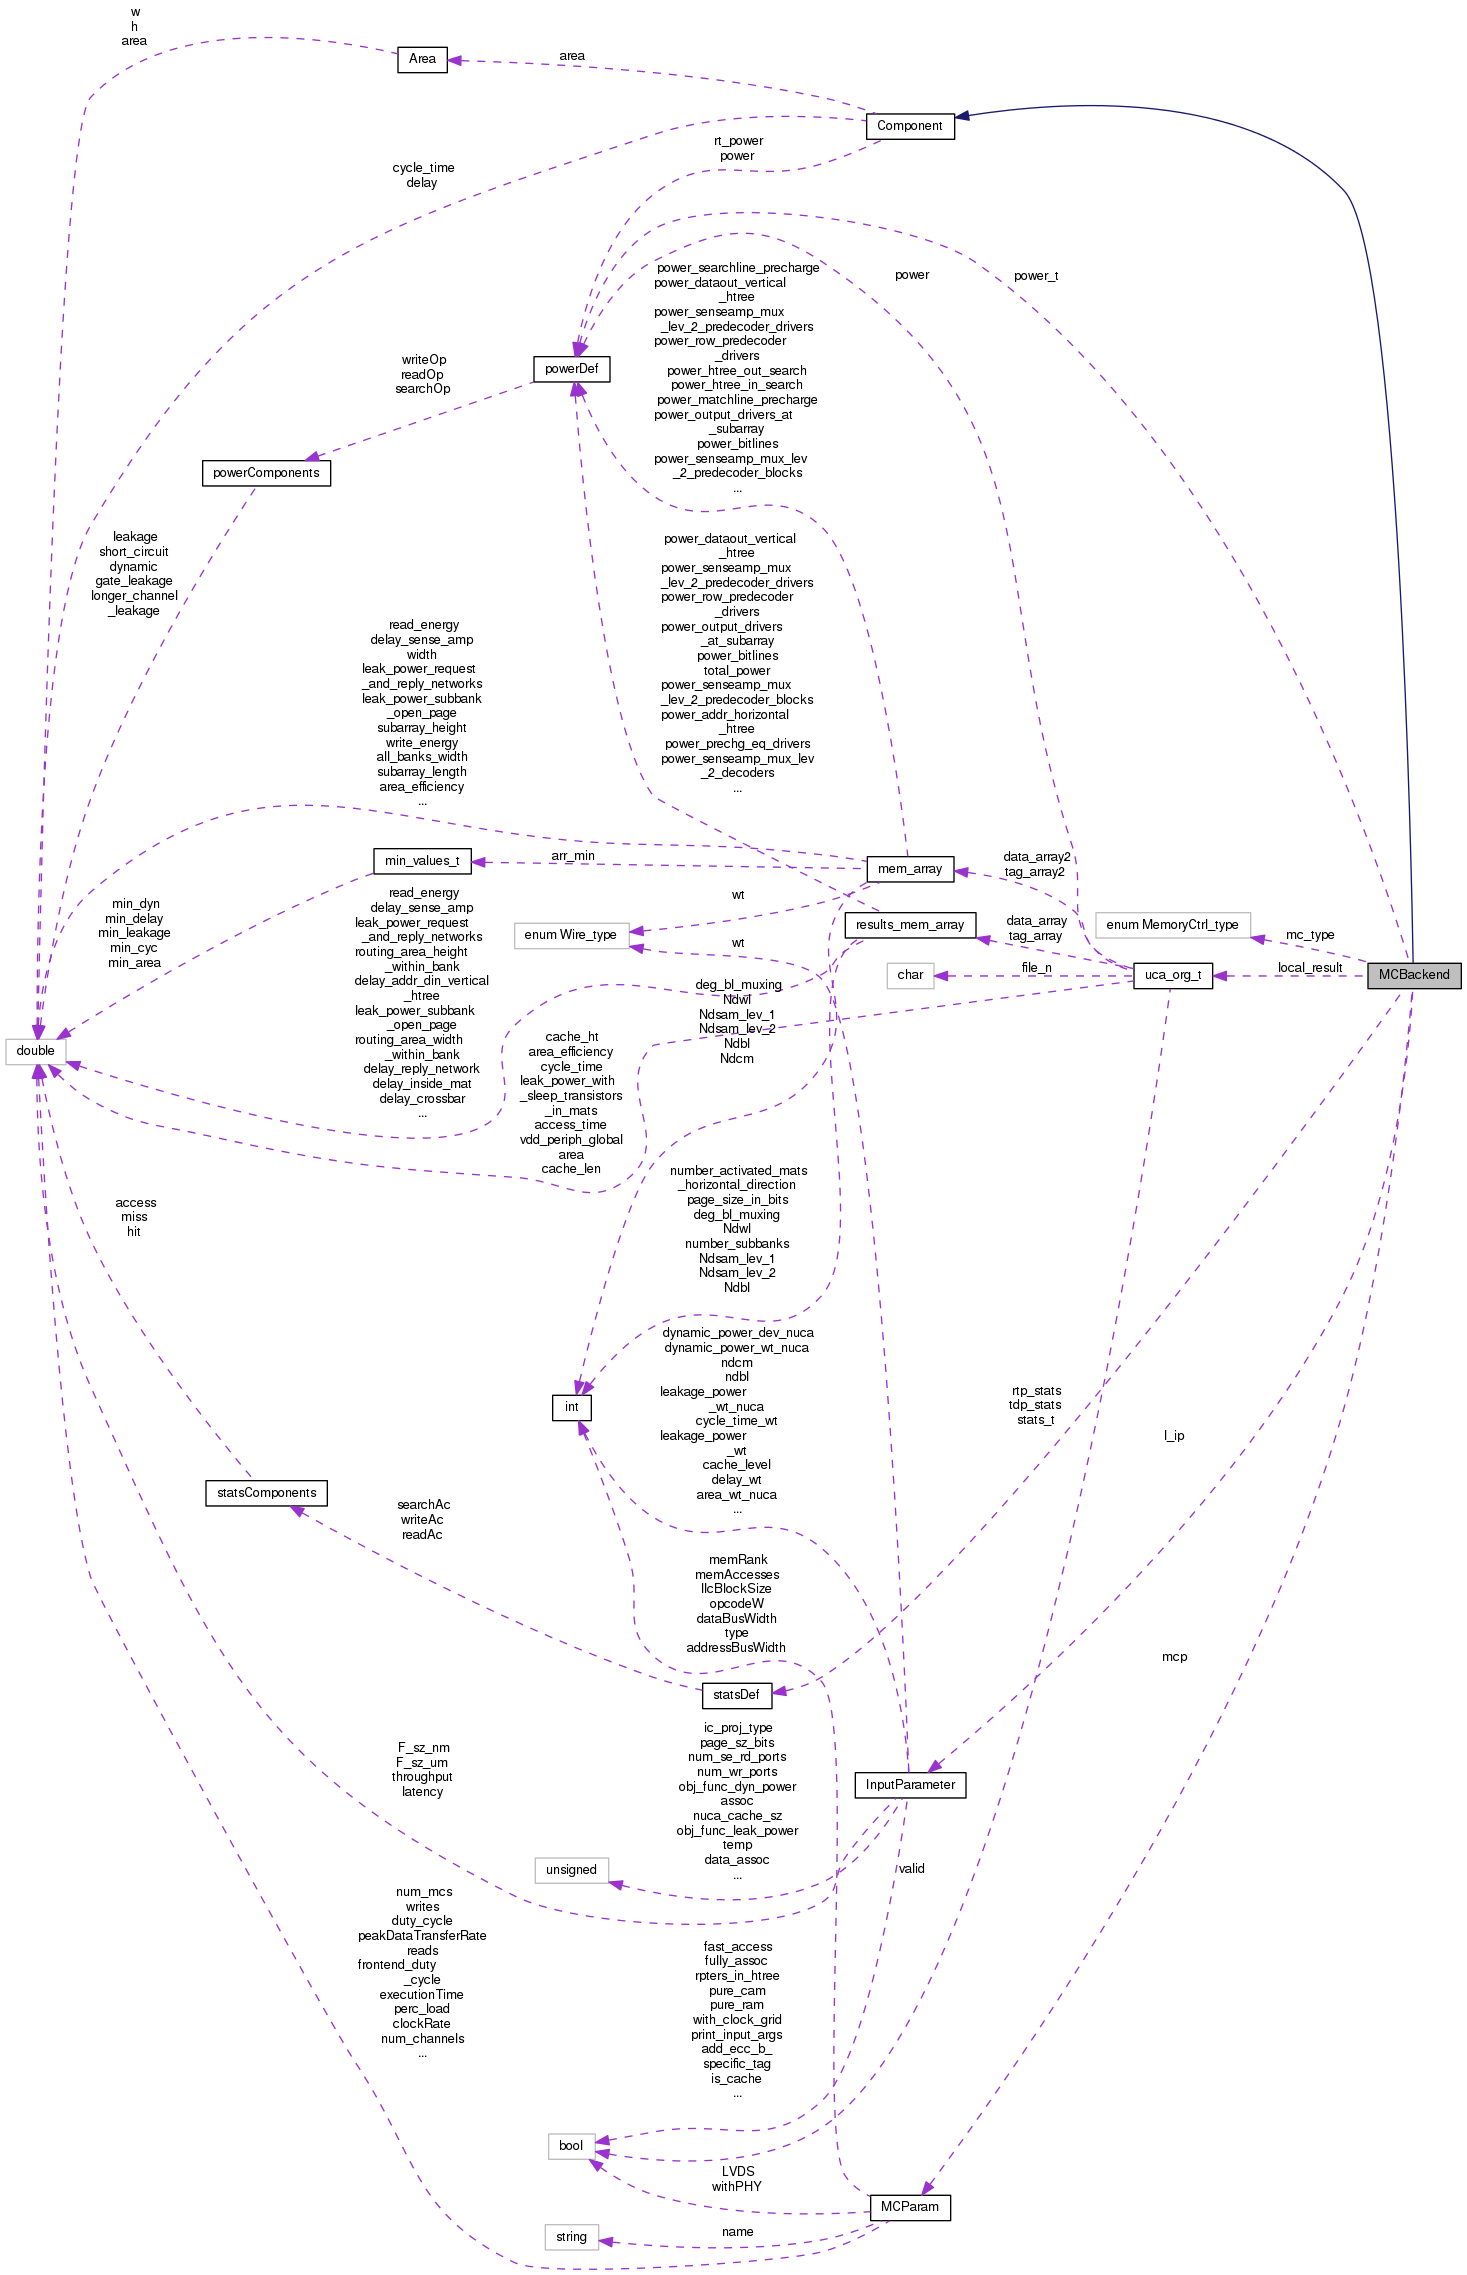 w
h
area
Area
area
Component
rt_power
power
cycle_time
delay
power_searchline_precharge
power_dataout_vertical
_htree
power_senseamp_mux
_lev_2_predecoder_drivers
power_row_predecoder
_drivers
power_htree_out_search
power_htree_in_search
power_matchline_precharge
power_output_drivers_at
_subarray
power_bitlines
power_senseamp_mux_lev
_2_predecoder_blocks
...
power
power_t
writeOp
readOp
searchOp
powerDef
powerComponents
leakage
short_circuit
dynamic
gate_leakage
longer_channel
_leakage
power_dataout_vertical
_htree
power_senseamp_mux
_lev_2_predecoder_drivers
power_row_predecoder
_drivers
power_output_drivers
_at_subarray
power_bitlines
total_power
power_senseamp_mux
_lev_2_predecoder_blocks
power_addr_horizontal
_htree
power_prechg_eq_drivers
power_senseamp_mux_lev
_2_decoders
...
read_energy
delay_sense_amp
width
leak_power_request
_and_reply_networks
leak_power_subbank
_open_page
subarray_height
write_energy
all_banks_width
subarray_length
area_efficiency
...
min_values_t
arr_min
mem_array
data_array2
tag_array2
min_dyn
min_delay
min_leakage
min_cyc
min_area
read_energy
delay_sense_amp
leak_power_request
_and_reply_networks
routing_area_height
_within_bank
delay_addr_din_vertical
_htree
leak_power_subbank
_open_page
routing_area_width
_within_bank
delay_reply_network
delay_inside_mat
delay_crossbar
...
wt
enum Wire_type
wt
results_mem_array
data_array
tag_array
enum MemoryCtrl_type
mc_type
char
file_n
uca_org_t
local_result
MCBackend
deg_bl_muxing
Ndwl
Ndsam_lev_1
Ndsam_lev_2
Ndbl
Ndcm
double
cache_ht
area_efficiency
cycle_time
leak_power_with
_sleep_transistors
_in_mats
access_time
vdd_periph_global
area
cache_len
access
miss
hit
number_activated_mats
_horizontal_direction
page_size_in_bits
deg_bl_muxing
Ndwl
number_subbanks
Ndsam_lev_1
Ndsam_lev_2
Ndbl
int
dynamic_power_dev_nuca
dynamic_power_wt_nuca
ndcm
ndbl
leakage_power
_wt_nuca
cycle_time_wt
leakage_power
_wt
cache_level
delay_wt
area_wt_nuca
...
rtp_stats
tdp_stats
stats_t
l_ip
statsComponents
searchAc
writeAc
readAc
memRank
memAccesses
llcBlockSize
opcodeW
dataBusWidth
type
addressBusWidth
mcp
statsDef
F_sz_nm
F_sz_um
throughput
latency
ic_proj_type
page_sz_bits
num_se_rd_ports
num_wr_ports
obj_func_dyn_power
assoc
nuca_cache_sz
obj_func_leak_power
temp
data_assoc
...
InputParameter
unsigned
valid
num_mcs
writes
duty_cycle
peakDataTransferRate
reads
frontend_duty
_cycle
executionTime
perc_load
clockRate
num_channels
...
fast_access
fully_assoc
rpters_in_htree
pure_cam
pure_ram
with_clock_grid
print_input_args
add_ecc_b_
specific_tag
is_cache
...
bool
LVDS
withPHY
MCParam
string
name